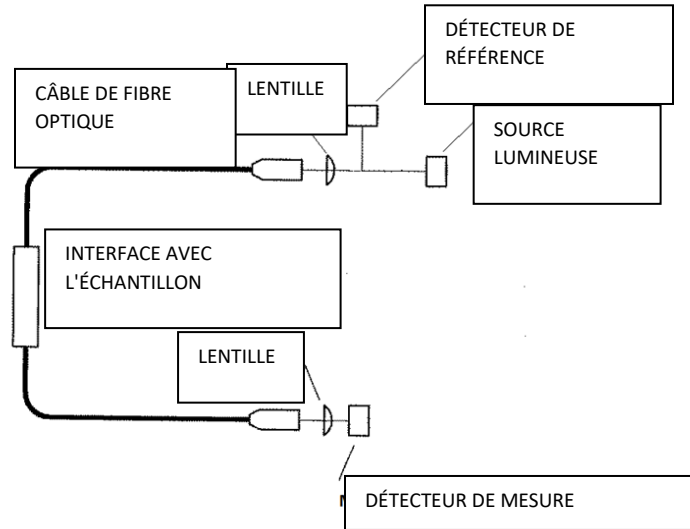 DÉTECTEUR DE
RÉFÉRENCE
CÂBLE DE FIBRE
OPTIQUE
LENTILLE
SOURCE
LUMINEUSE
INTERFACE AVEC
L'ÉCHANTILLON
LENTILLE
DÉTECTEUR DE MESURE